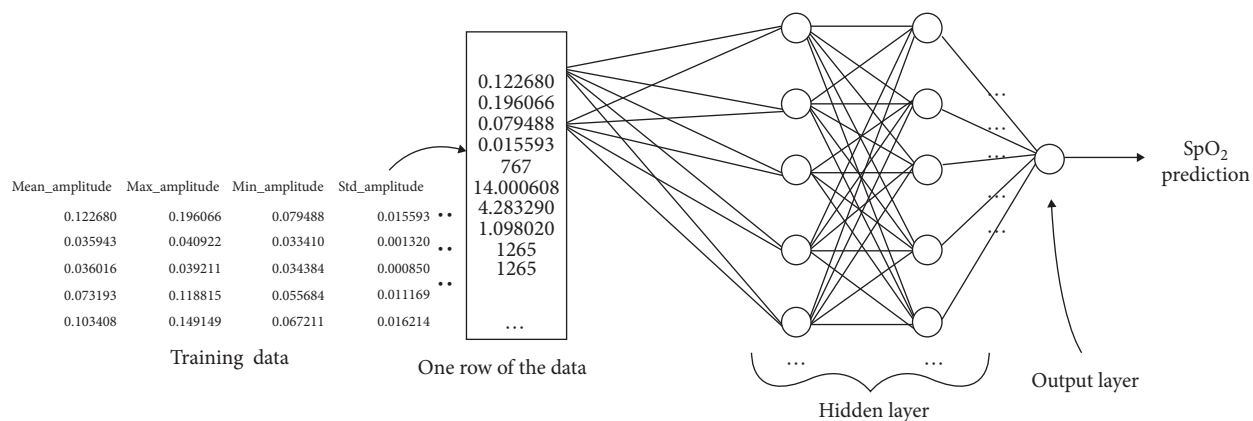 Mean_amplitude Max_amplitude Min_amplitude Std_amplitude
0.122680 0.196066 0.079488 0.015593 ••
0.035943 0.040922 0.033410 0.001320
0.036016 0.039211 0.034384 0.000850 ••
0.073193 0.118815 0.055684 0.011169 ••
0.103408 0.149149 0.067211 0.016214
Training data
0.122680
0.196066
0.079488
0.015593
767
14.000608
4.283290
1.098020
1265
1265
...
One row of the data
...
...
...
...
...
... ...
Hidden layer
Output layer
SpO2
prediction